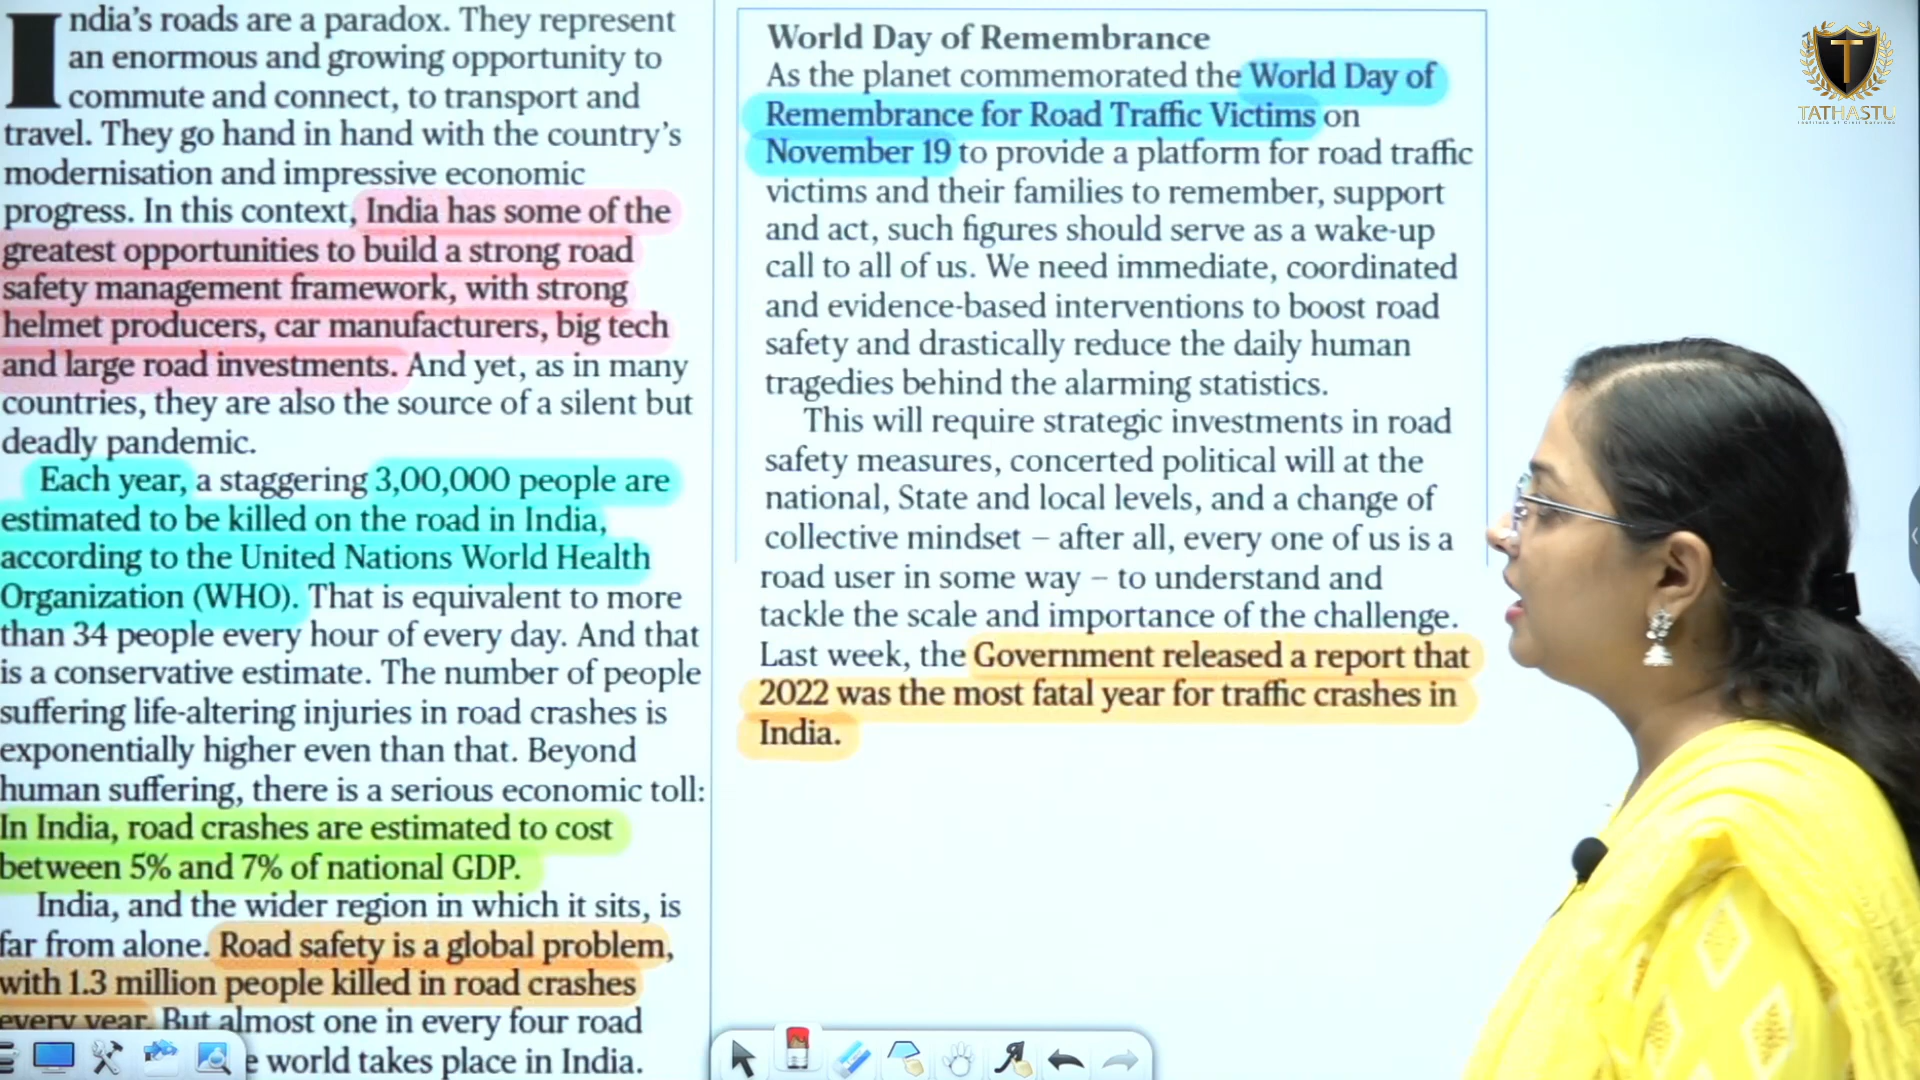 India's roads are a paradox. They represent
an enormous and growing opportunity to
commute and connect, to transport and
travel. They go hand in hand with the country's
modernisation and impressive economic
progress. In this context, India has some of the
greatest opportunities to build a strong road
safety management framework, with strong
helmet producers, car manufacturers, big tech
and large road investments. And yet, as in many
countries, they are also the source of a silent but
deadly pandemic.
Each year, a staggering 3,00,000 people are
estimated to be killed on the road in India,
according to the United Nations World Health
Organization (WHO). That is equivalent to more
than 34 people every hour of every day. And that
is a conservative estimate. The number of people
suffering life-altering injuries in road crashes is
exponentially higher even than that. Beyond
human suffering, there is a serious economic toll:
In India, road crashes are estimated to cost
between 5% and 7% of national GDP.
India, and the wider region in which it sits, is
far from alone. Road safety is a global problem,
with 1.3 million people killed in road crashes
every year. But almost one in every four road
world takes place in India.
World Day of Remembrance
As the planet commemorated the World Day of
Remembrance for Road Traffic Victims on
November 19 to provide a platform for road traffic
victims and their families to remember, support
and act, such figures should serve as a wake-up
call to all of us. We need immediate, coordinated
and evidence-based interventions to boost road
safety and drastically reduce the daily human
tragedies behind the alarming statistics.
This will require strategic investments in road
safety measures, concerted political will at the
national, State and local levels, and a change of
collective mindset – after all, every one of us is a
road user in some way – to understand and
tackle the scale and importance of the challenge.
Last week, the Government released a report that
2022 was the most fatal year for traffic crashes in
India.
T
TATHASTU
Institute of Civil Services